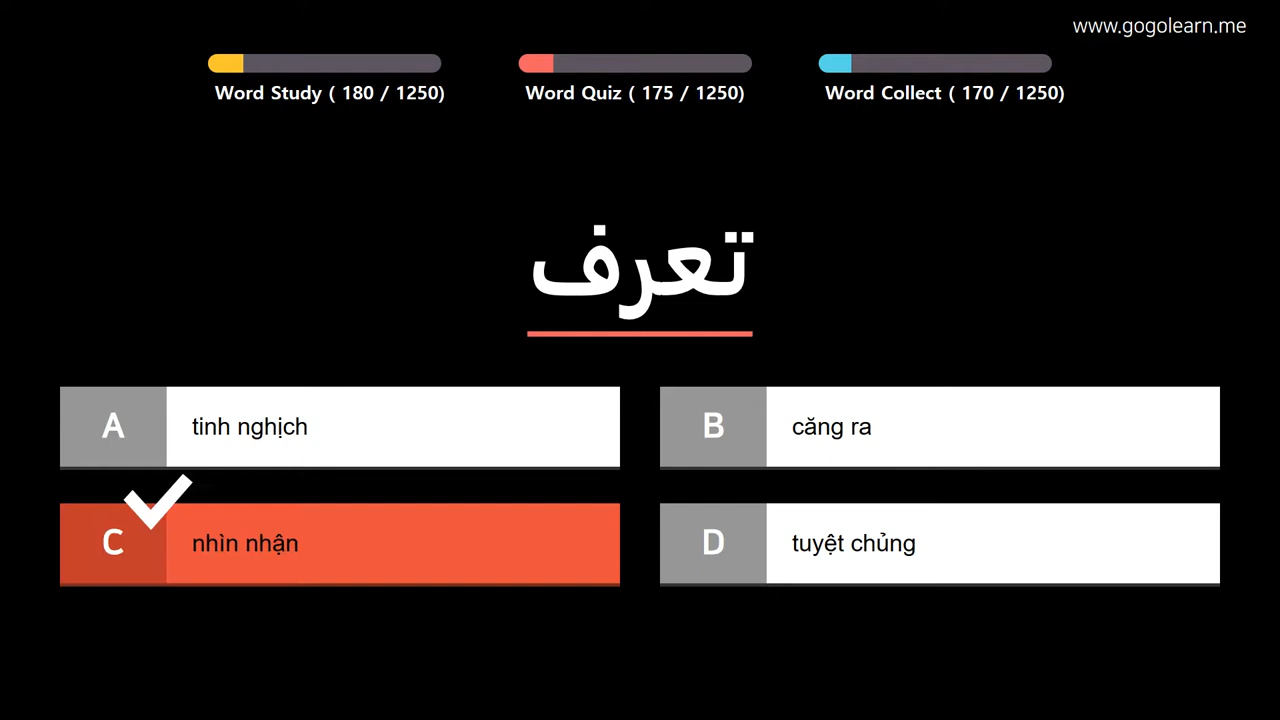 www.gogolearn.me
Word Study ( 180 / 1250)
Word Quiz ( 175 / 1250)
Word Collect ( 170 / 1250)
تعرف
A
tinh nghịch
B
căng ra
C
nhìn nhận
D
tuyệt chủng